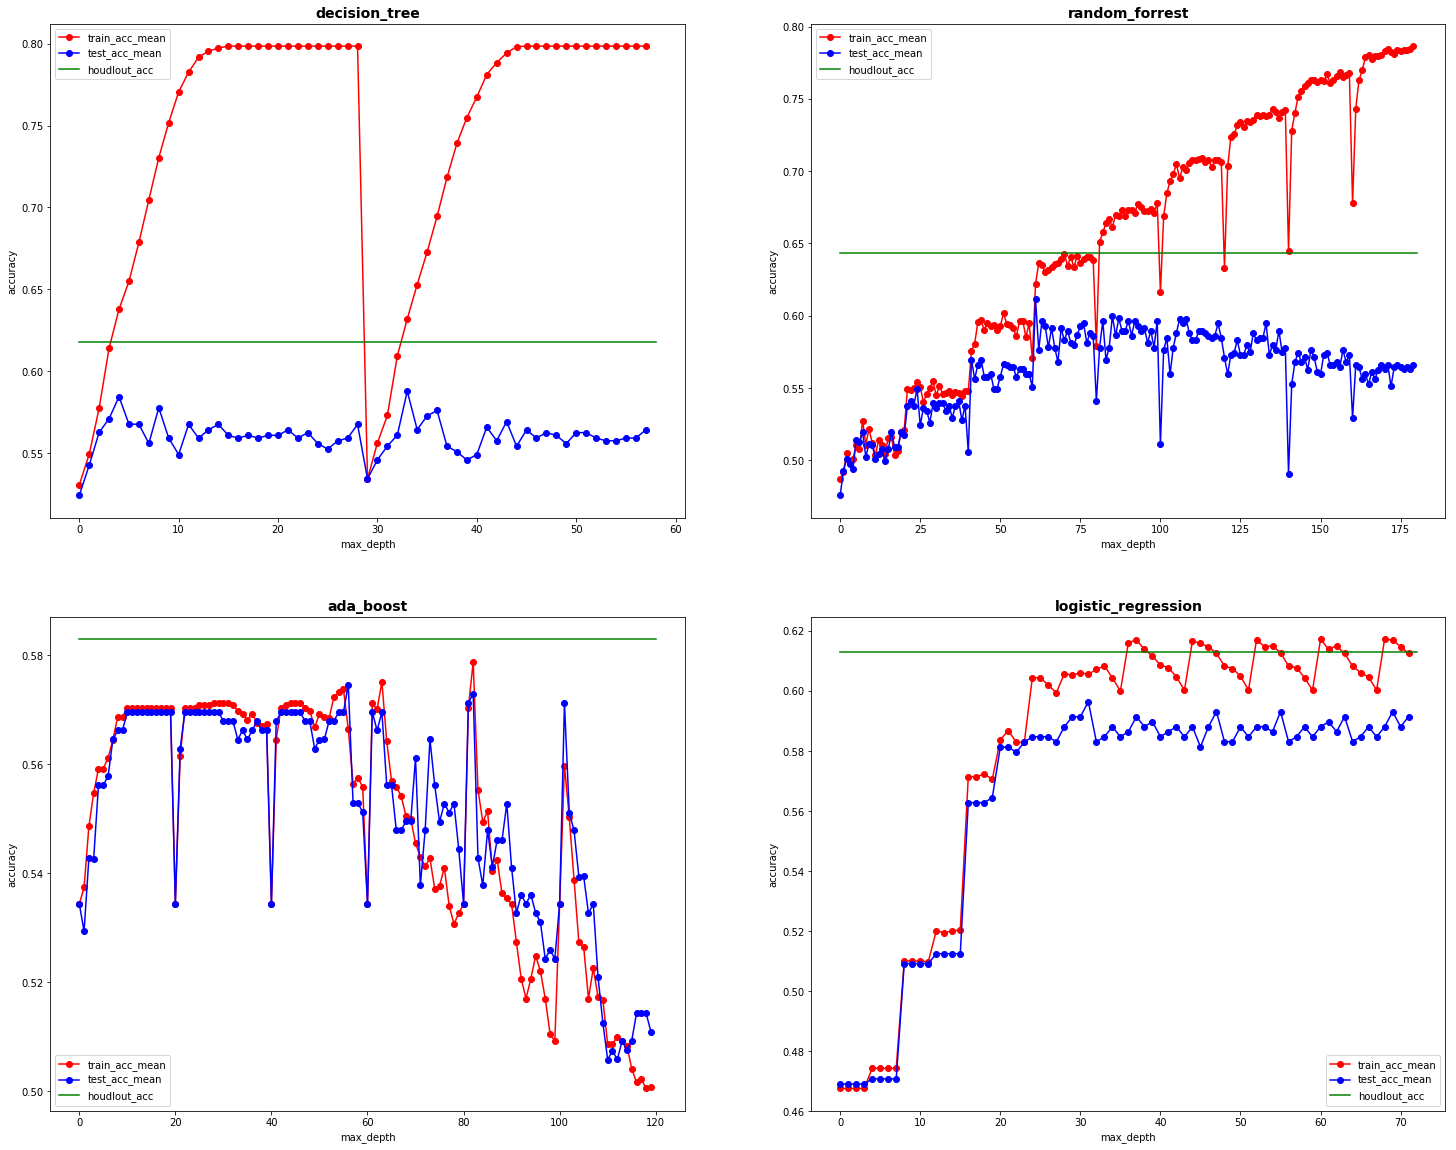 decision_tree
train_acc_mean
test_acc_mean
houdlout_acc
accuracy
0.80
0.75
0.70
0.65
0.60
0.55
0 10 20 30 40 50 60
max_depth
random_forrest
train_acc_mean
test_acc_mean
houdlout_acc
accuracy
0.80
0.75
0.70
0.65
0.60
0.55
0.50
0 25 50 75 100 125 150 175
max_depth
ada_boost
accuracy
0.58
0.56
0.54
0.52
0.50
train_acc_mean
test_acc_mean
houdlout_acc
0 20 40 60 80 100 120
max_depth
logistic_regression
accuracy
0.62
0.60
0.58
0.56
0.54
0.52
0.50
0.48
0.46
train_acc_mean
test_acc_mean
houdlout_acc
0 10 20 30 40 50 60 70
max_depth